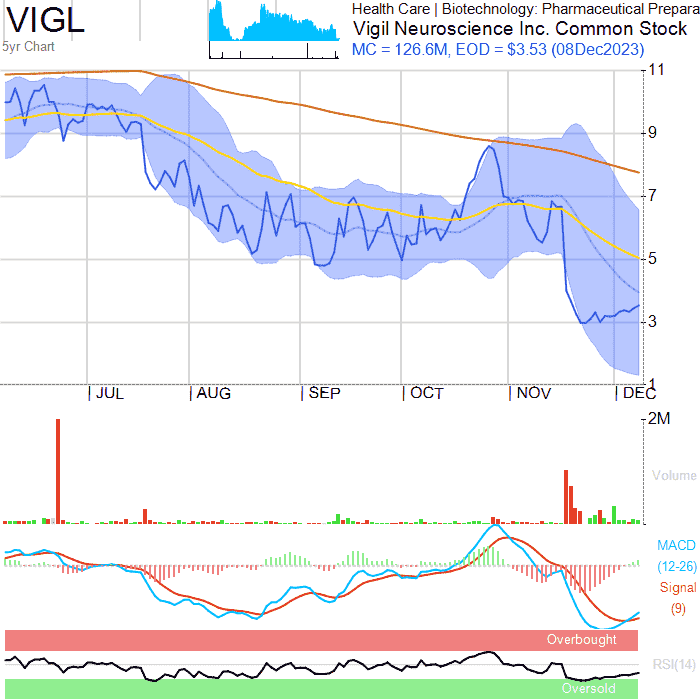 VIGL
5yr Chart
Health Care | Biotechnology: Pharmaceutical Prepara
Vigil Neuroscience Inc. Common Stock
MC = 126.6M, EOD = $3.53 (08Dec2023)
11
9
7
5
3
1
JUL AUG SEP OCT NOV DEC
2M
Volume
MACD
(12-26)
Signal
(9)
Overbought
RSI(14)
Oversold